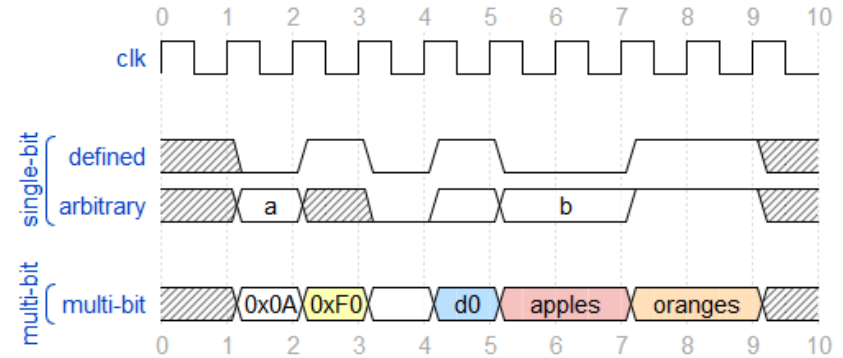 0 1 2 3 4 5 6 7 8 9 10
clk
single-bit
defined
arbitrary a b
multi-bit
multi-bit 0x0A 0xF0 d0 apples oranges
0 1 2 3 4 5 6 7 8 9 10